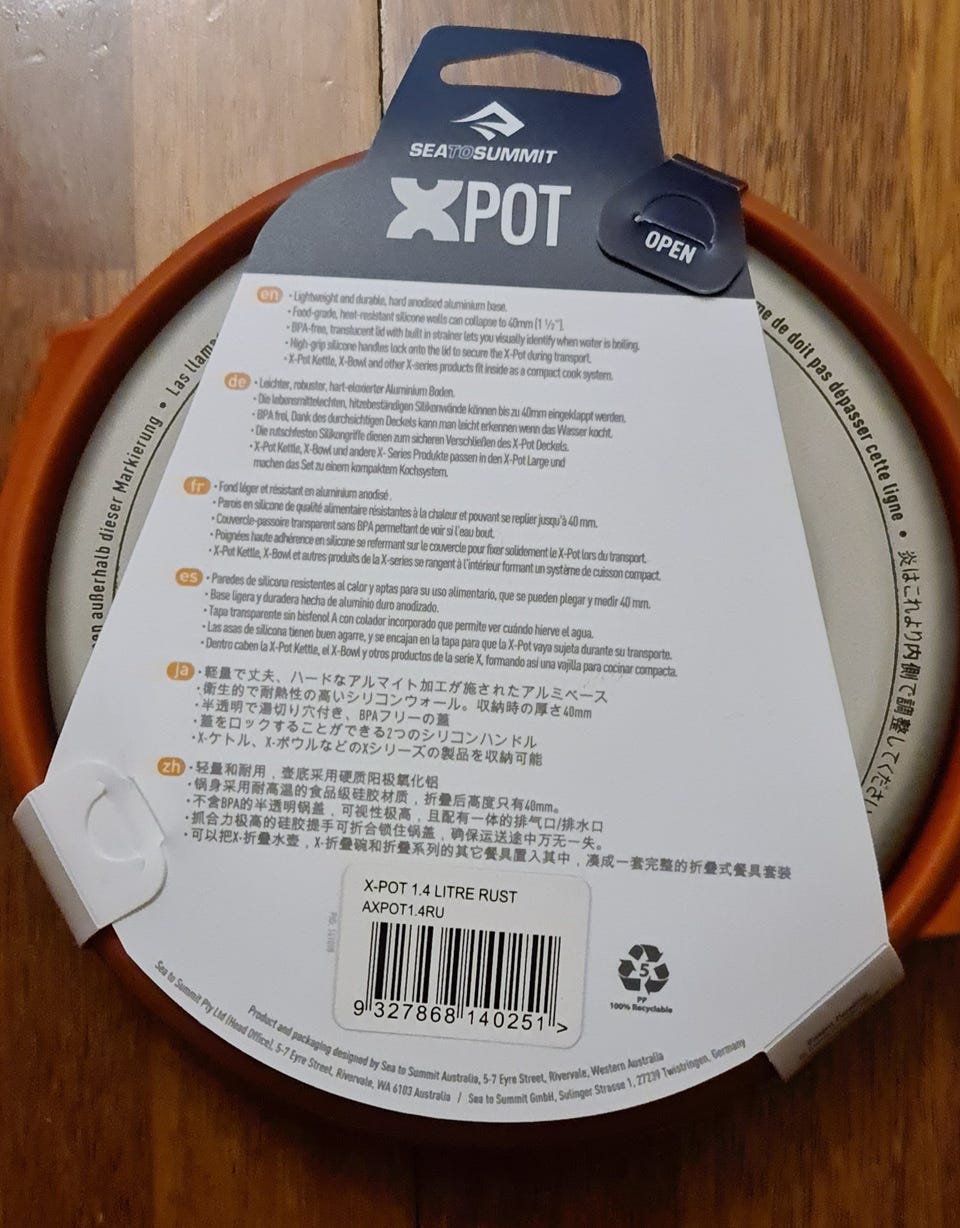 SEATOSUMMIT
XPOT
OPEN
en
• Lightweight and durable, hard anodised aluminium base.
• Food-grade, heat-resistant silicone walls can collapse to 40mm (1 ½").
• BPA-free, translucent lid with built in strainer lets you visually identify when water is boiling.
• High-grip silicone handles lock onto the lid to secure the X-Pot during transport.
• X-Pot Kettle, X-Bowl and other X-series products fit inside as a compact cook system.
de
• Leichter, robuster, hart-eloxierter Aluminium Boden.
• Die lebensmittelechten, hitzebeständigen Silikonwände können bis zu 40mm eingeklappt werden.
• BPA frei, Dank des durchsichtigen Deckels kann man leicht erkennen wenn das Wasser kocht.
• Die rutschfesten Silikongriffe dienen zum sicheren Verschließen des X-Pot Deckels.
• X-Pot Kettle, X-Bowl und andere X- Series Produkte passen in den X-Pot Large und
machen das Set zu einem kompaktem Kochsystem.
fr
• Fond léger et résistant en aluminium anodisé.
• Parois en silicone de qualité alimentaire résistantes à la chaleur et pouvant se replier jusqu'à 40 mm.
• Couvercle-passoire transparent sans BPA permettant de voir si l'eau bout.
• Poignées haute adhérence en silicone se refermant sur le couvercle pour fixer solidement le X-Pot lors du transport.
• X-Pot Kettle, X-Bowl et autres produits de la X-series se rangent à l'intérieur formant un système de cuisson compact.
es
• Paredes de silicona resistentes al calor y aptas para su uso alimentario, que se pueden plegar y medir 40 mm.
• Base ligera y duradera hecha de aluminio duro anodizado.
• Tapa transparente sin bisfenol A con colador incorporado que permite ver cuándo hierve el agua.
• Las asas de silicona tienen buen agarre, y se encajan en la tapa para que la X-Pot vaya sujeta durante su transporte.
• Dentro caben la X-Pot Kettle, el X-Bowl y otros productos de la serie X, formando así una vajilla para cocinar compacta.
ja
• 軽量で丈夫、ハードなアルマイト加工が施されたアルミベース
• 衛生的で耐熱性の高いシリコンウォール。収納時の厚さ40mm
• 半透明で湯切り穴付き、BPAフリーの蓋
• 蓋をロックすることができる2つのシリコンハンドル
• X-ケトル、X-ボウルなどのXシリーズの製品を収納可能
zh
• 轻量和耐用，壶底采用硬质阳极氧化铝
• 锅身采用耐高温的食品级硅胶材质，折叠后高度只有40mm。
• 不含BPA的半透明锅盖，可视性极高，且配有一体的排气口/排水口
• 抓合力极高的硅胶提手可折合锁住锅盖，确保运送途中万无一失。
• 可以把X-折叠水壶，X-折叠碗和折叠系列的其它餐具置入其中，凑成一套完整的折叠式餐具套装
X-POT 1.4 LITRE RUST
AXPOT1.4RU
9 327868 140251 >
5
PP
100% Recyclable
Product and packaging designed by Sea to Summit Australia, 5-7 Eyre Street, Rivervale, Western Australia
Sea to Summit Pty Ltd (Head Office), 5-7 Eyre Street, Rivervale, WA 6103 Australia / Sea to Summit GmbH, Sulinger Strasse 1, 27239 Twistringen, Germany
en außerhalb dieser Markierung • Las llama
me de doit pas dépasser cette ligne • 炎はこれより内側で調整してください